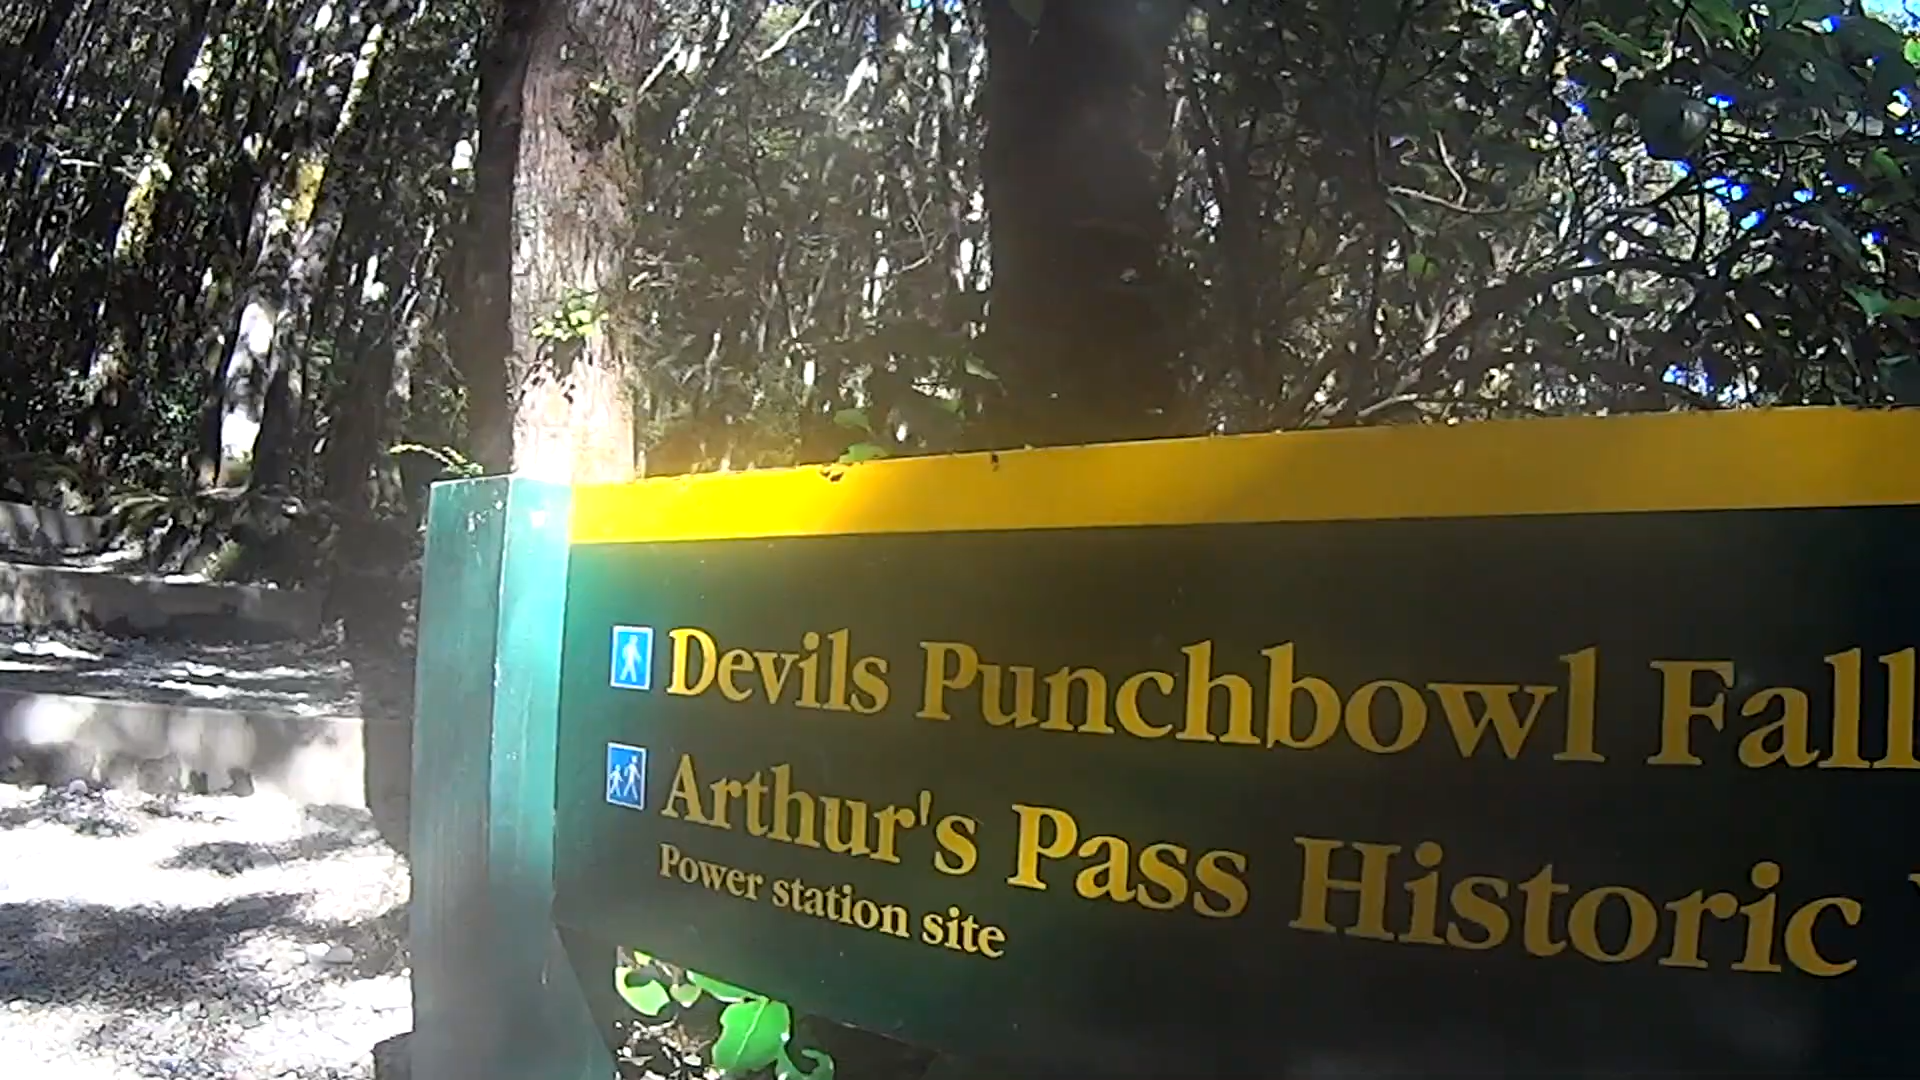 Devils Punchbowl Fall
Arthur's Pass Historic
Power station site